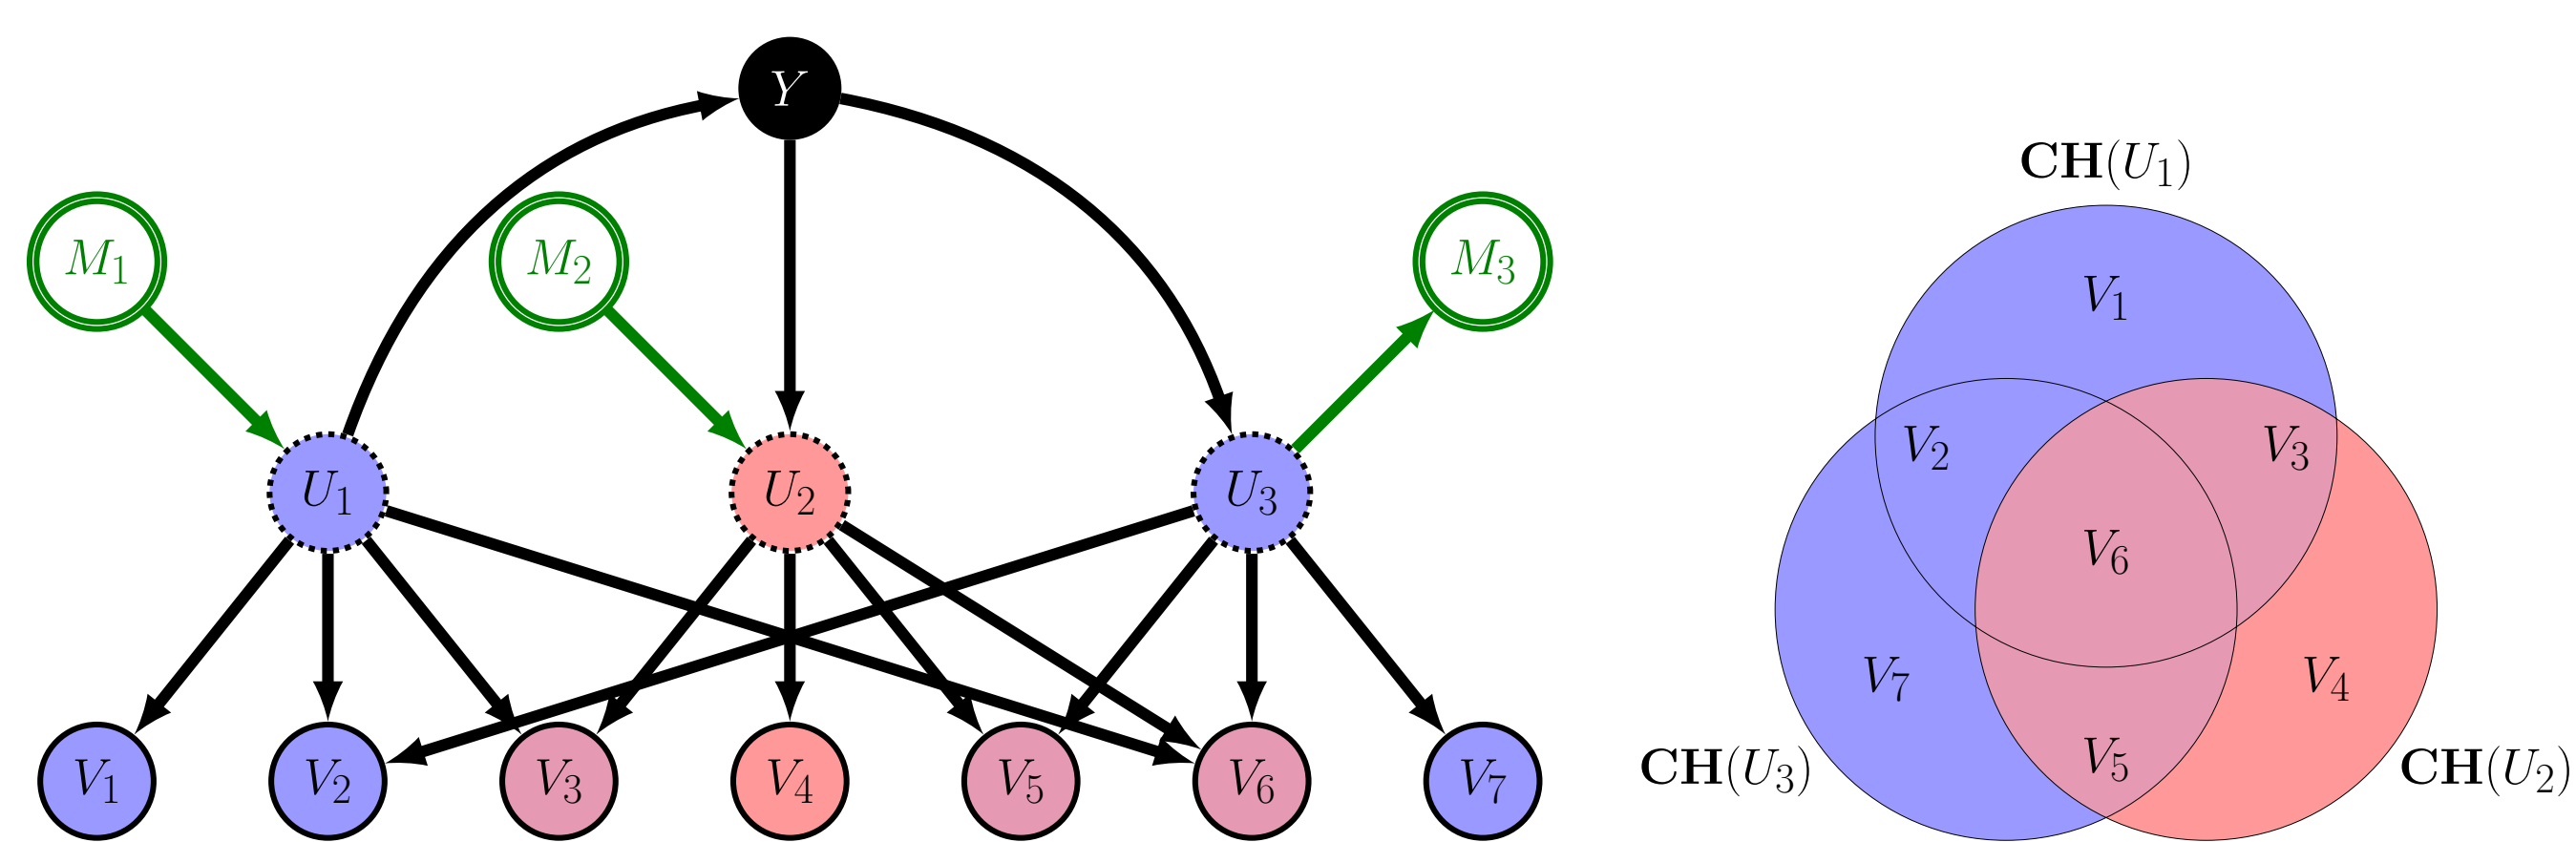 Y
M₁ M₂ M₃
U₁ U₂ U₃
V₁ V₂ V₃ V₄ V₅ V₆ V₇
CH(U₁)
V₁
V₂ V₃
V₆
V₇ V₄
V₅
CH(U₃) CH(U₂)